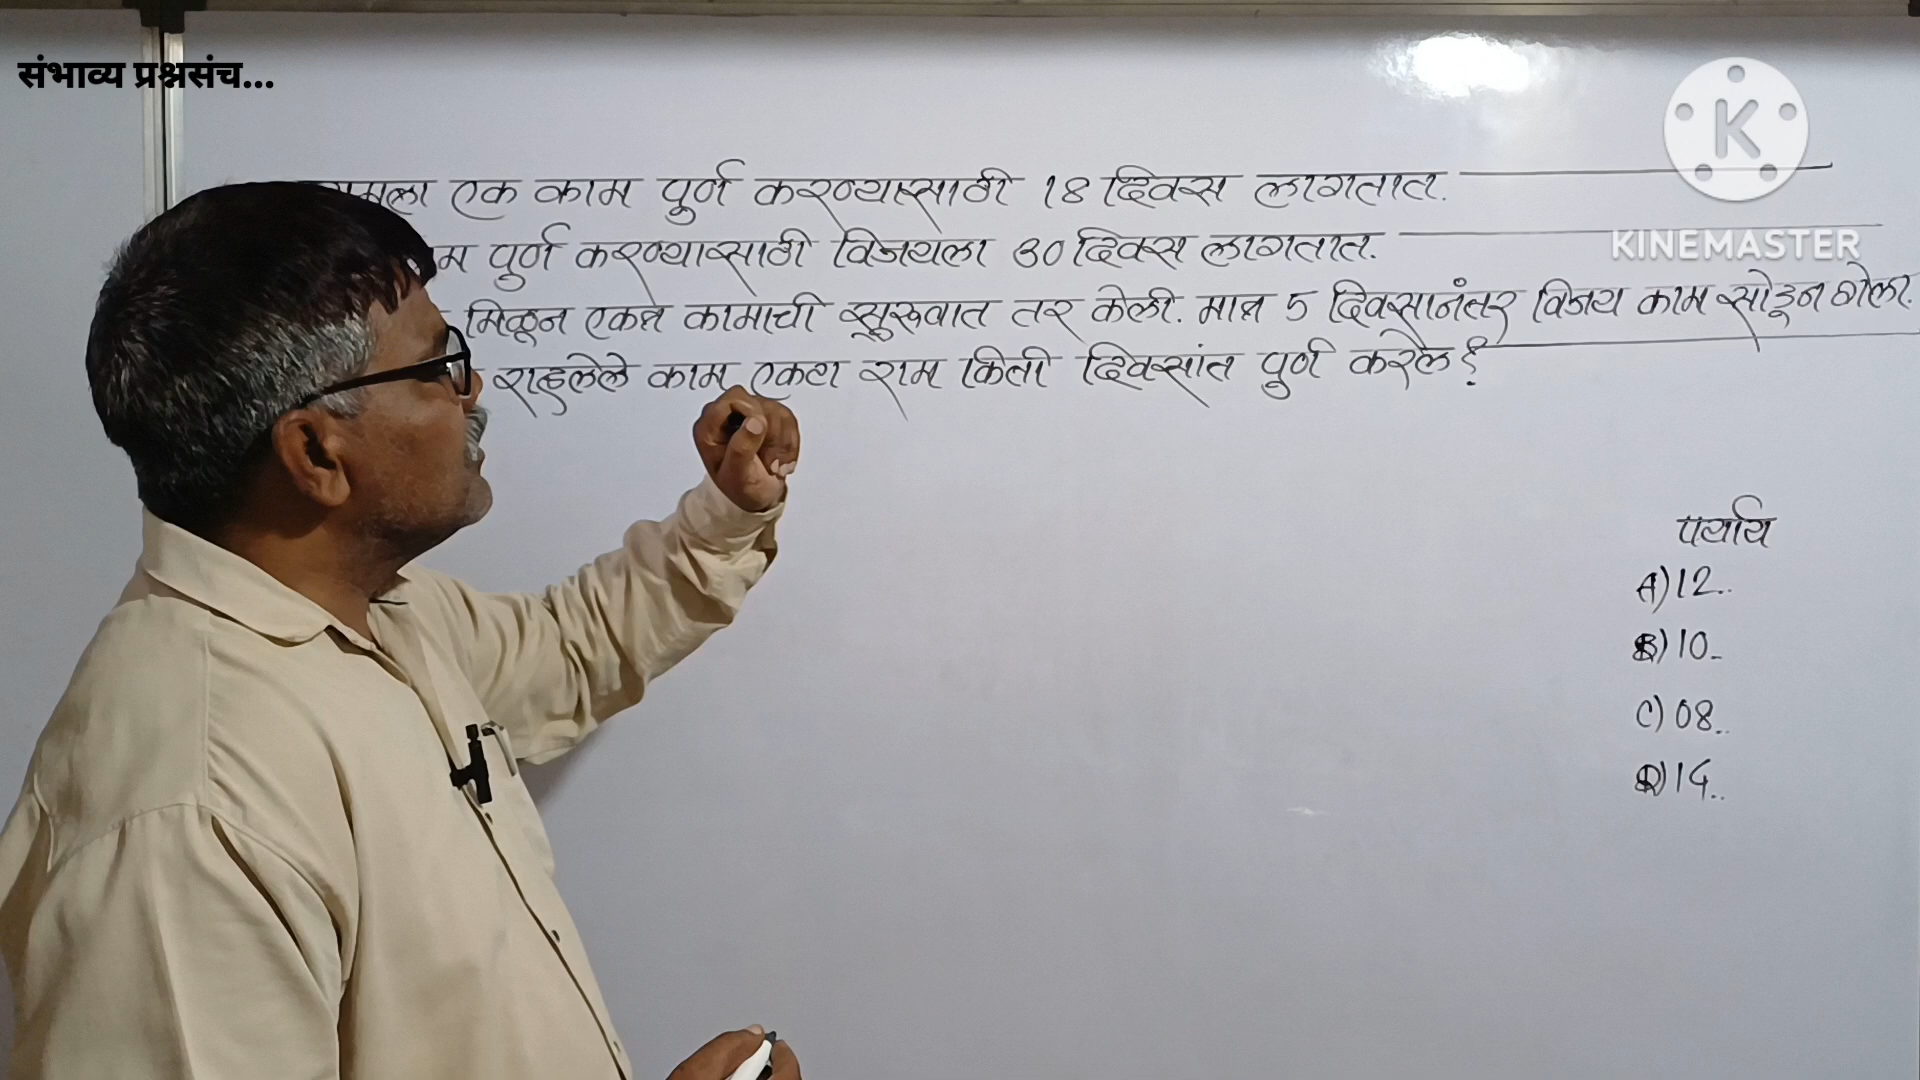 संभाव्य प्रश्नसंच...
KINEMASTER
एक काम पुर्ण करण्यासाठी 18 दिवस लागतात.
पुर्ण करण्यासाठी विजयला 30 दिवस लागतात.
मिळून एकत्र कामाची सुरुवात तर केली. मात्र 5 दिवसानंतर विजय काम सोडून गेला.
राहुलेले काम एकटा राम किती दिवसांत पुर्ण करेल?
पर्याय
A) 12..
B) 10..
C) 08..
D) 14..